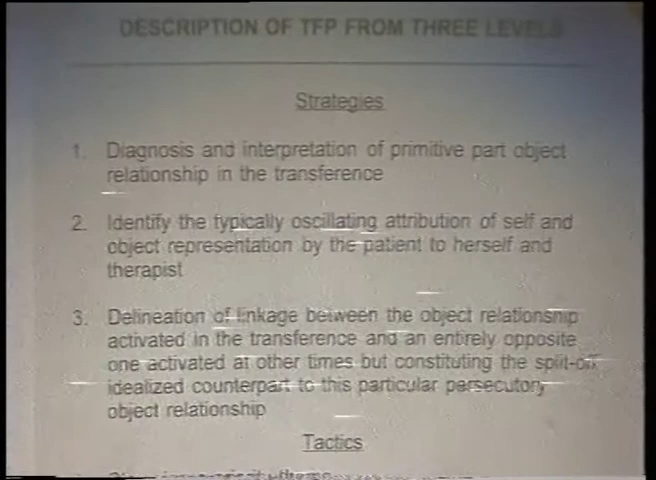 DESCRIPTION OF TFP FROM THREE LEVELS
Strategies
1. Diagnosis and interpretation of primitive part object
relationship in the transference
2. Identify the typically oscillating attribution of self and
object representation by the patient to herself and
therapist
3. Delineation of linkage between the object relationship
activated in the transference and an entirely opposite
one activated at other times but constituting the split-off
idealized counterpart to this particular persecutory
object relationship
Tactics